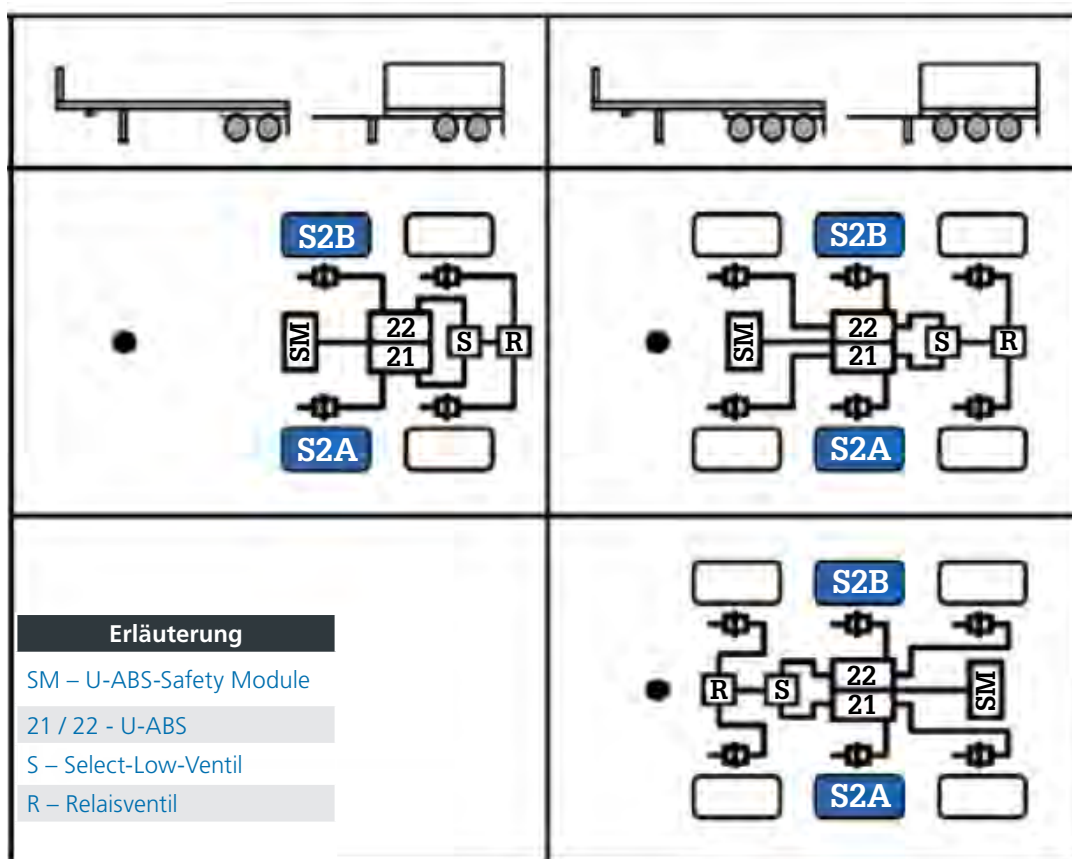 S2B
S2B
SM
22
21
S
R
SM
22
21
S
R
S2A
S2A
S2B
Erläuterung
SM – U-ABS-Safety Module
21 / 22 - U-ABS
S – Select-Low-Ventil
R – Relaisventil
R
S
22
21
SM
S2A